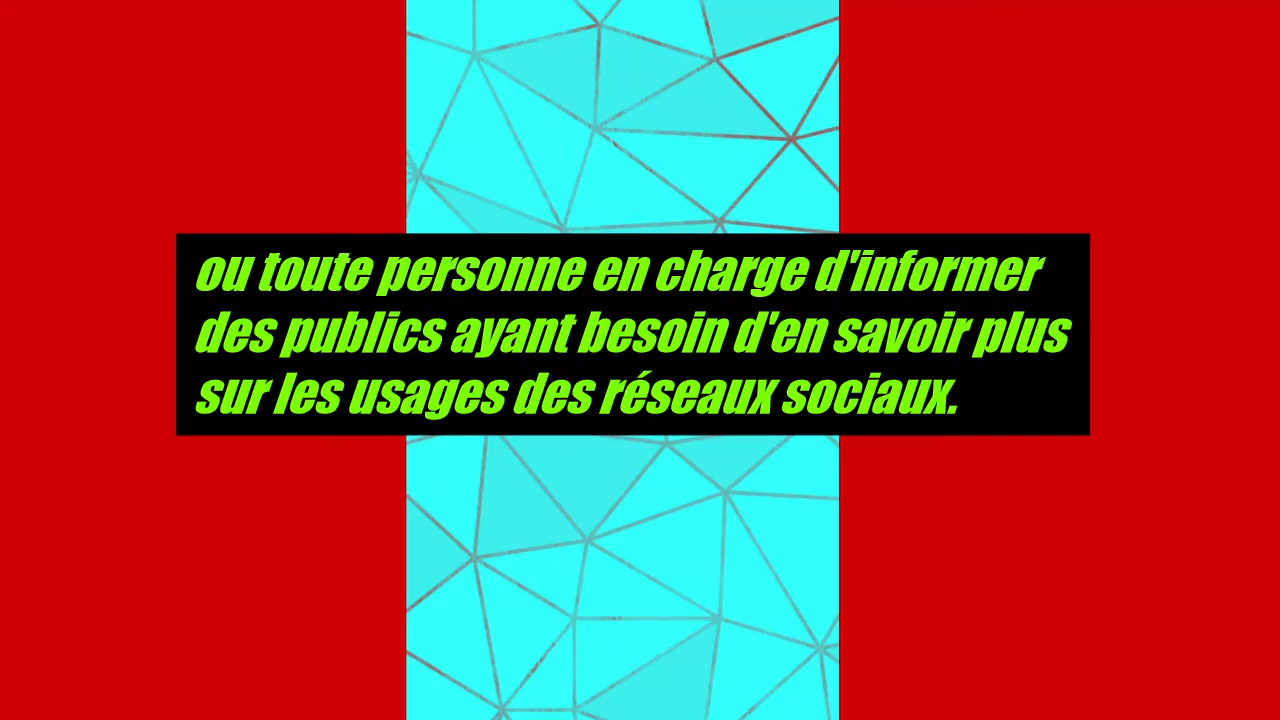 ou toute personne en charge d'informer
des publics ayant besoin d'en savoir plus
sur les usages des réseaux sociaux.